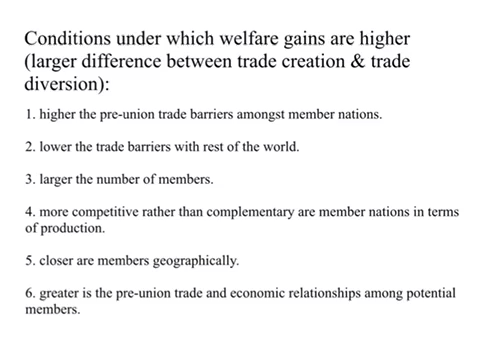 Conditions under which welfare gains are higher
(larger difference between trade creation & trade
diversion):
1. higher the pre-union trade barriers amongst member nations.
2. lower the trade barriers with rest of the world.
3. larger the number of members.
4. more competitive rather than complementary are member nations in terms
of production.
5. closer are members geographically.
6. greater is the pre-union trade and economic relationships among potential
members.